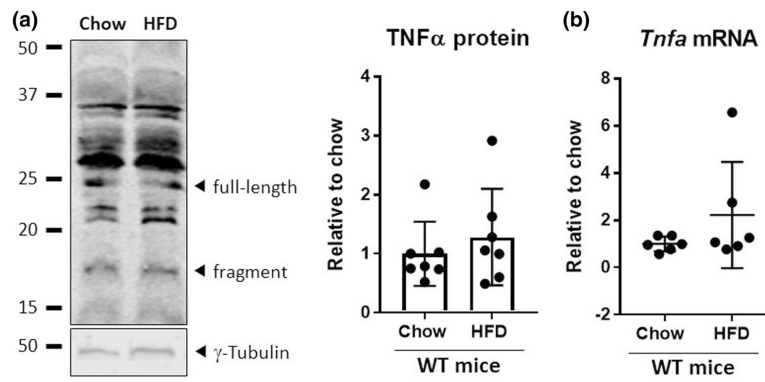 (a)
Chow HFD
50
37
25
20
15
50
full-length
fragment
γ-Tubulin
TNFα protein
Relative to chow
4
3
2
1
0
Chow HFD
WT mice
(b)
Tnfa mRNA
Relative to chow
8
6
4
2
0
-2
Chow HFD
WT mice